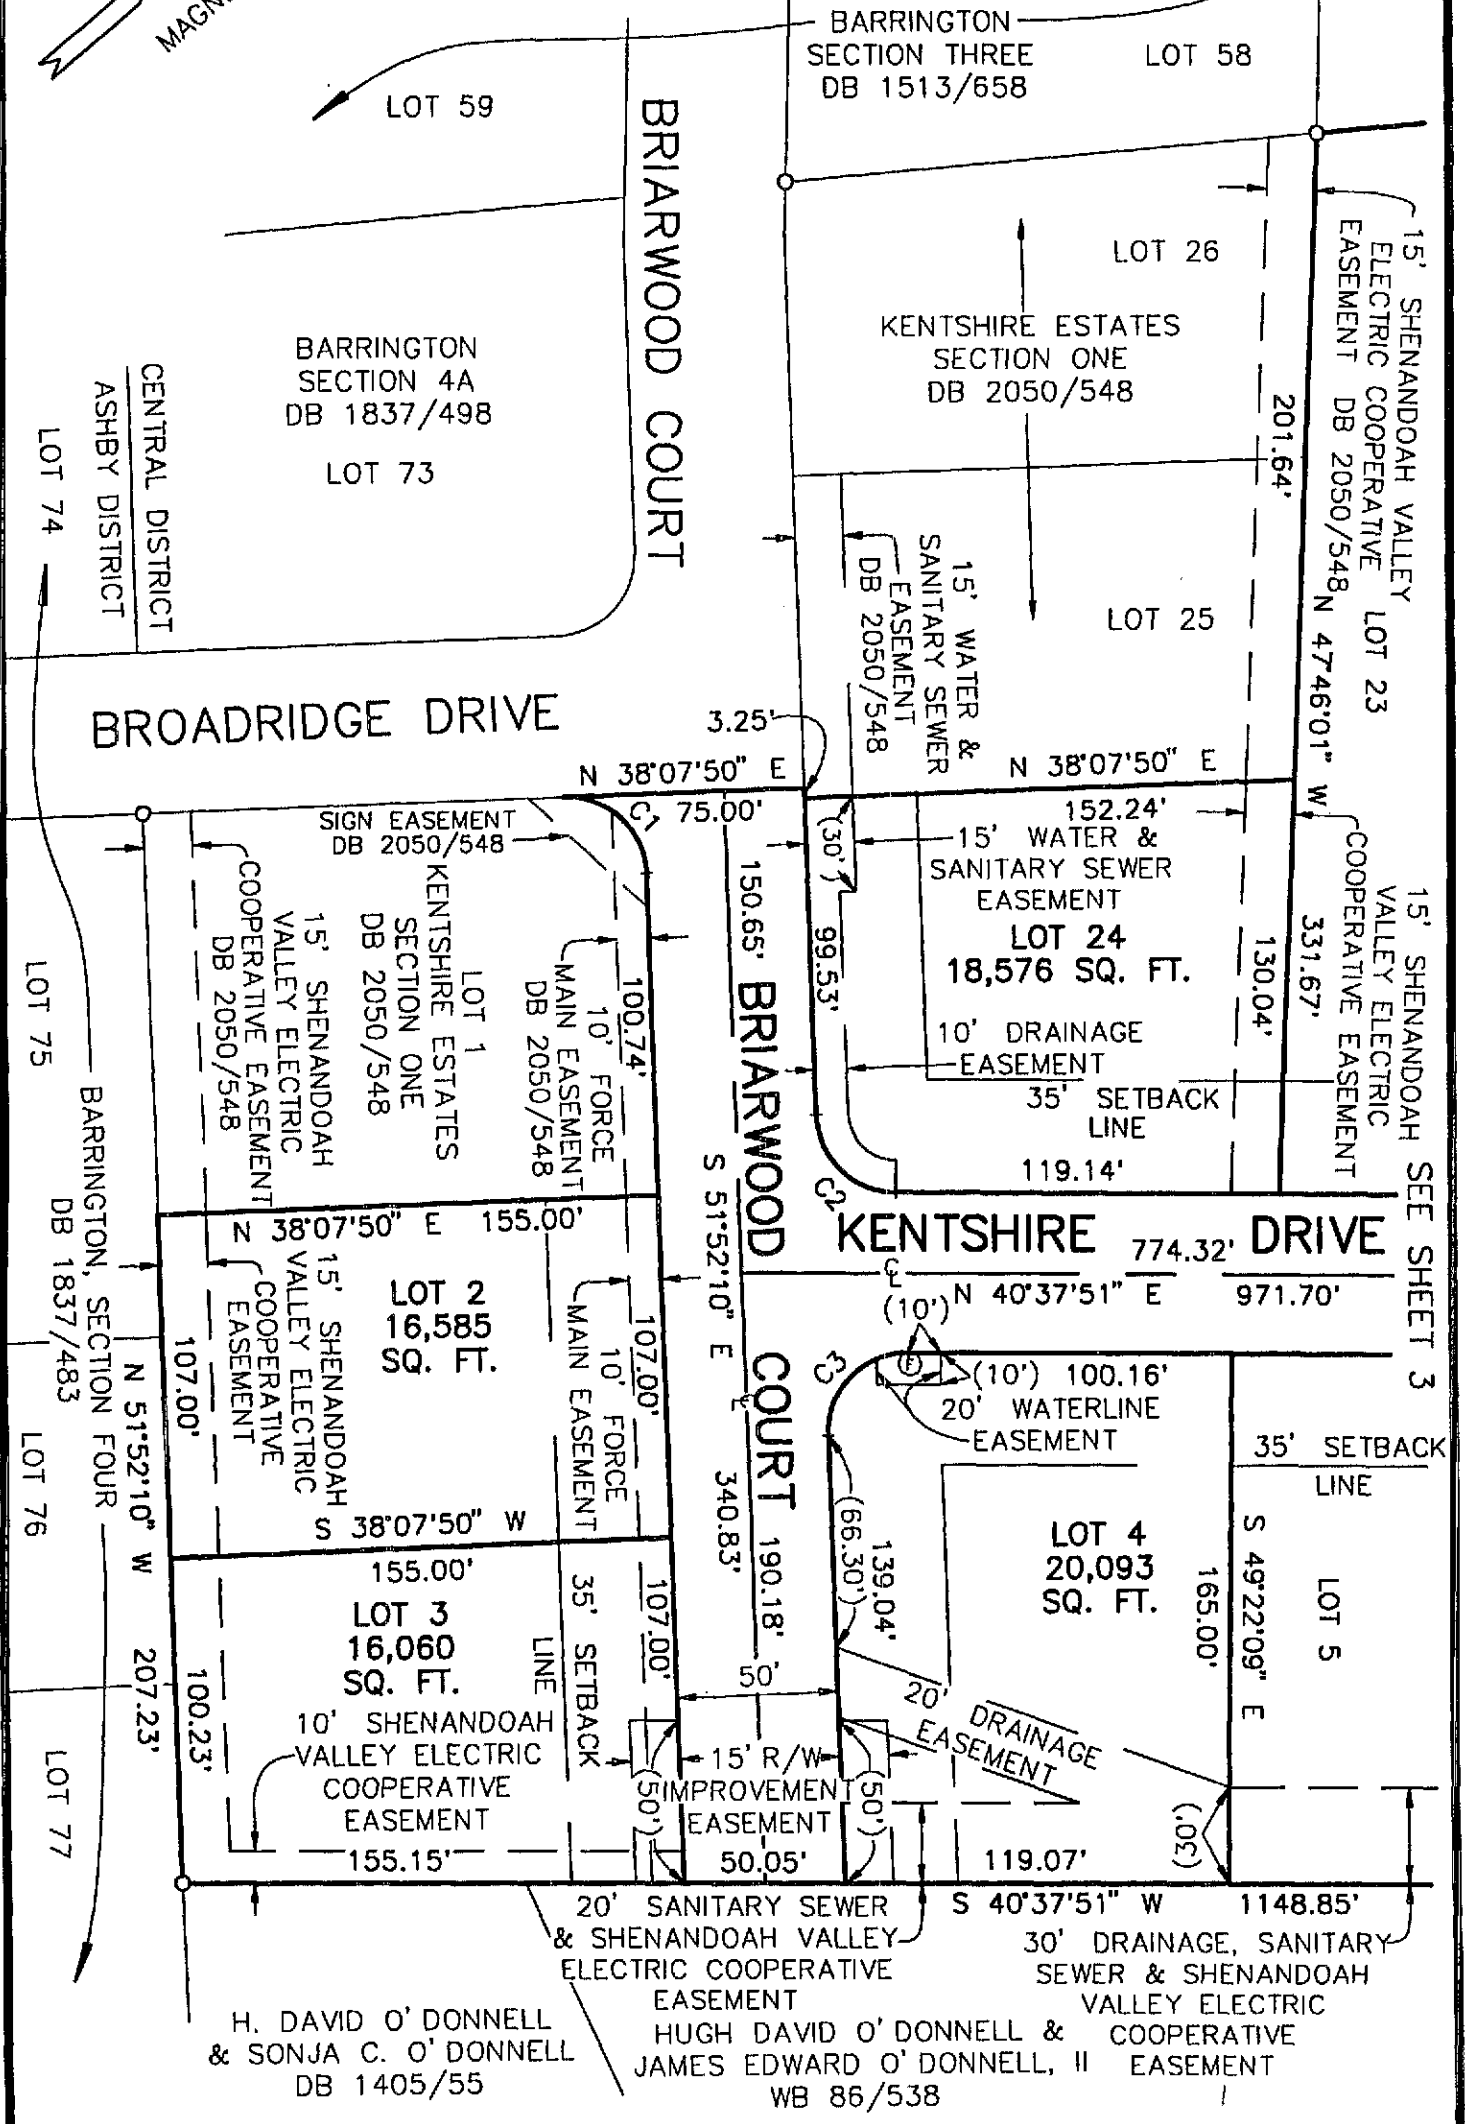 MAGN
BARRINGTON
SECTION THREE
DB 1513/658
LOT 58
LOT 59
BRIARWOOD COURT
LOT 26
KENTSHIRE ESTATES
SECTION ONE
DB 2050/548
15' SHENANDOAH VALLEY
ELECTRIC COOPERATIVE
EASEMENT DB 2050/548
LOT 23
201.64'
N 47°46'01" W
BARRINGTON
SECTION 4A
DB 1837/498
LOT 73
CENTRAL DISTRICT
ASHBY DISTRICT
LOT 74
15' WATER &
SANITARY SEWER
EASEMENT
DB 2050/548
LOT 25
BROADRIDGE DRIVE
3.25'
N 38°07'50" E
75.00'
N 38°07'50" E
152.24'
C1
SIGN EASEMENT
DB 2050/548
(30')
15' WATER &
SANITARY SEWER
EASEMENT
LOT 24
18,576 SQ. FT.
99.53'
130.04'
331.67'
15' SHENANDOAH
VALLEY ELECTRIC
COOPERATIVE EASEMENT
10' DRAINAGE
EASEMENT
35' SETBACK
LINE
119.14'
C2
150.65'
BRIARWOOD COURT
S 51°52'10" E
340.83'
190.18'
LOT 1
KENTSHIRE ESTATES
SECTION ONE
DB 2050/548
15' SHENANDOAH
VALLEY ELECTRIC
COOPERATIVE EASEMENT
DB 2050/548
100.74'
10' FORCE
MAIN EASEMENT
DB 2050/548
LOT 75
BARRINGTON, SECTION FOUR
DB 1837/483
N 38°07'50" E 155.00'
KENTSHIRE DRIVE
774.32'
SEE SHEET 3
℄
N 40°37'51" E
971.70'
LOT 2
16,585
SQ. FT.
15' SHENANDOAH
VALLEY ELECTRIC
COOPERATIVE
EASEMENT
107.00'
107.00'
10' FORCE
MAIN EASEMENT
N 51°52'10" W
207.23'
LOT 76
(10')
F
(10')
100.16'
C3
20' WATERLINE
EASEMENT
35' SETBACK
LINE
LOT 4
20,093
SQ. FT.
(66.30')
139.04'
165.00'
S 49°22'09" E
LOT 5
S 38°07'50" W
155.00'
LOT 3
16,060
SQ. FT.
100.23'
107.00'
35' SETBACK
LINE
LOT 77
10' SHENANDOAH
VALLEY ELECTRIC
COOPERATIVE
EASEMENT
50'
15' R/W
IMPROVEMENT
EASEMENT
(50')
(50')
20' DRAINAGE
EASEMENT
(30')
155.15'
50.05'
119.07'
S 40°37'51" W
1148.85'
20' SANITARY SEWER
& SHENANDOAH VALLEY
ELECTRIC COOPERATIVE
EASEMENT
30' DRAINAGE, SANITARY
SEWER & SHENANDOAH
VALLEY ELECTRIC
COOPERATIVE
EASEMENT
H. DAVID O'DONNELL
& SONJA C. O'DONNELL
DB 1405/55
HUGH DAVID O'DONNELL &
JAMES EDWARD O'DONNELL, II
WB 86/538